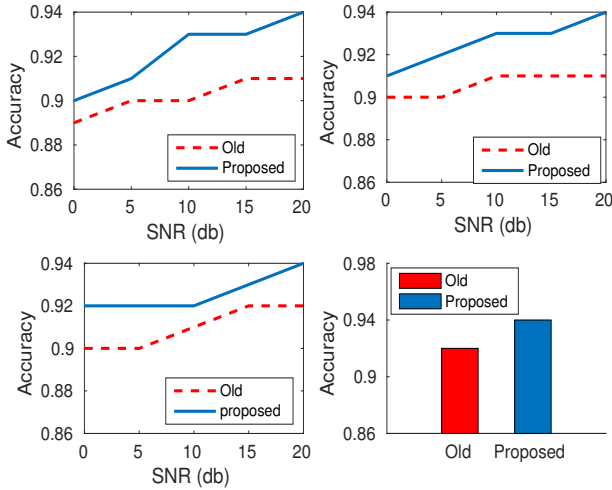 Accuracy
0.94
0.92
0.9
0.88
0.86
Old
Proposed
0 5 10 15 20
SNR (db)
Accuracy
0.94
0.92
0.9
0.88
0.86
Old
Proposed
0 5 10 15 20
SNR (db)
Accuracy
0.94
0.92
0.9
0.88
0.86
Old
proposed
0 5 10 15 20
SNR (db)
Accuracy
0.98
0.94
0.9
0.86
Old
Proposed
Old Proposed